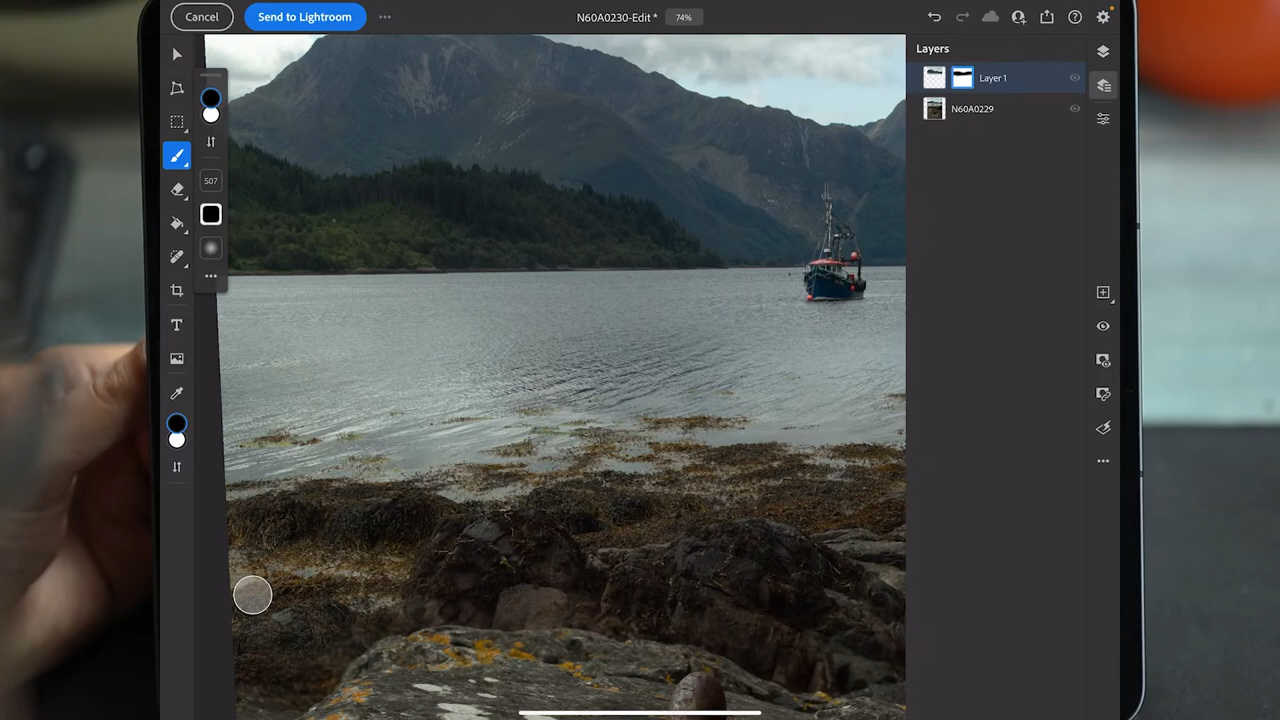 Cancel
Send to Lightroom
N60A0230-Edit *
74%
Layers
Layer 1
N60A0229
507
T